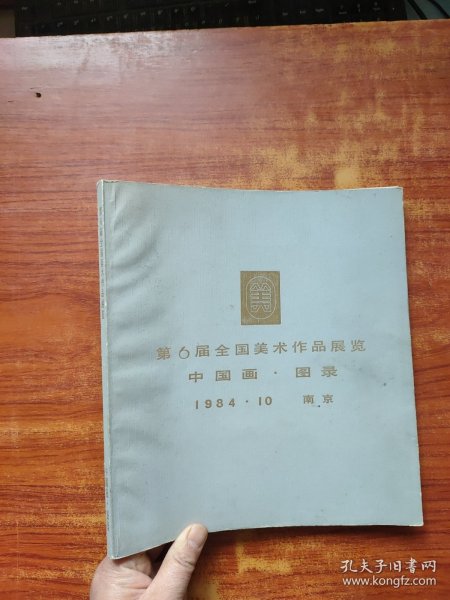 美
第6届全国美术作品展览
中国画·图录
1984·10 南京
孔夫子旧书网
www.kongfz.com